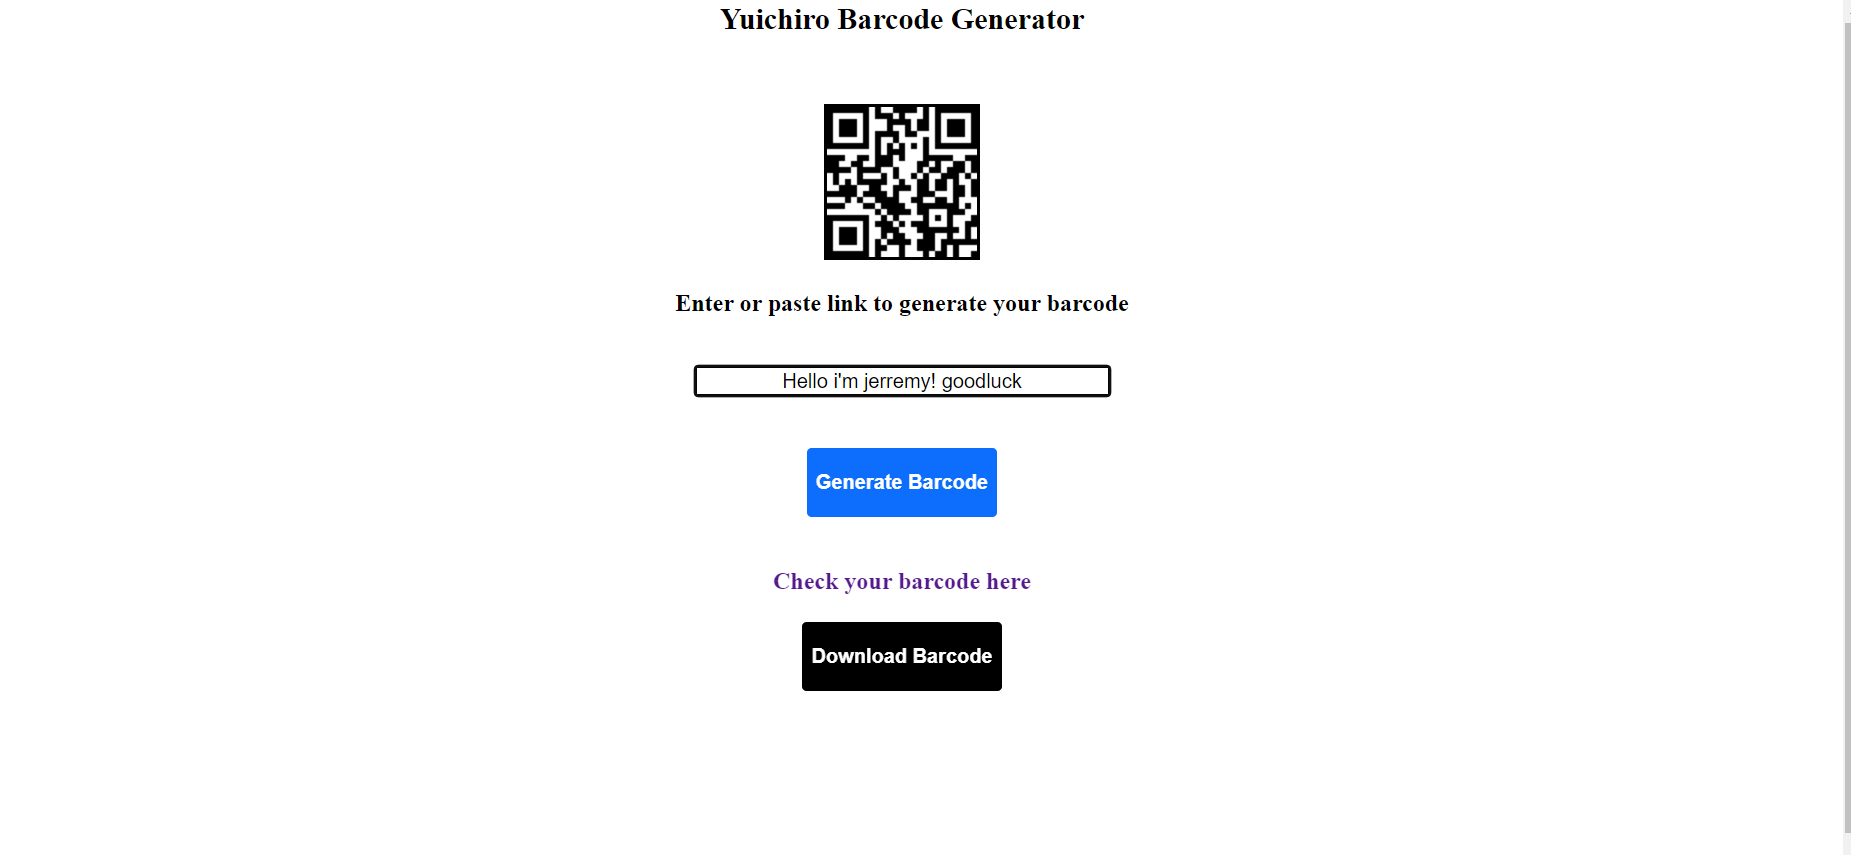 Yuichiro Barcode Generator
Enter or paste link to generate your barcode
Hello i'm jerremy! goodluck
Generate Barcode
Check your barcode here
Download Barcode